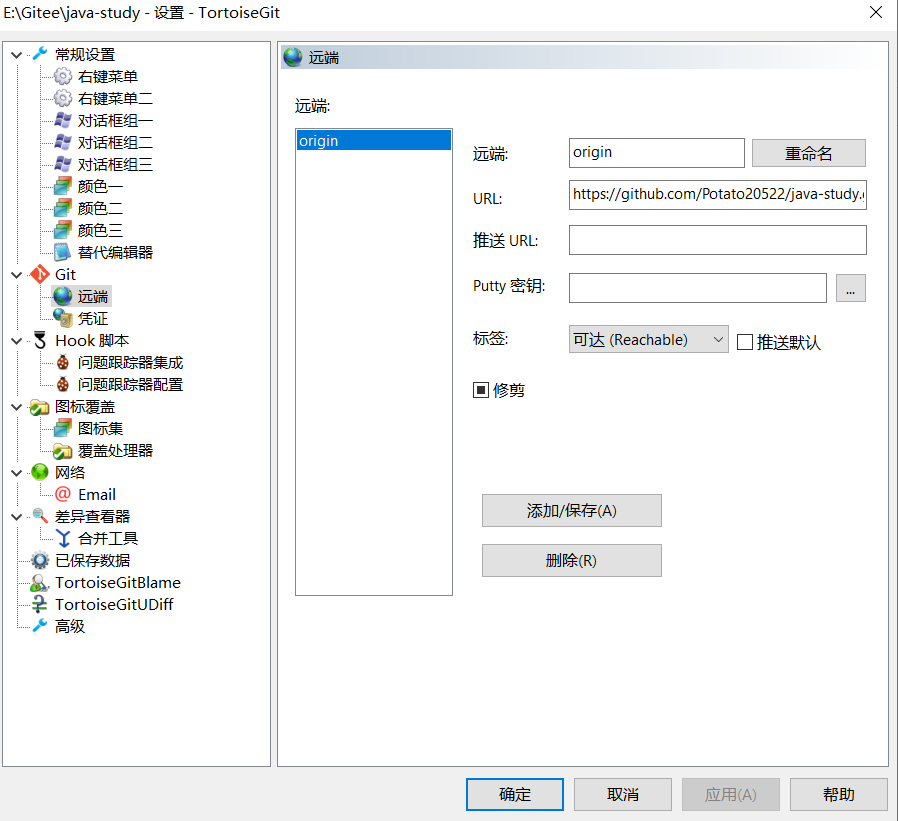 E:\Gitee\java-study - 设置 - TortoiseGit
常规设置
右键菜单
右键菜单二
对话框组一
对话框组二
对话框组三
颜色一
颜色二
颜色三
替代编辑器
Git
远端
凭证
Hook 脚本
问题跟踪器集成
问题跟踪器配置
图标覆盖
图标集
覆盖处理器
网络
Email
差异查看器
合并工具
已保存数据
TortoiseGitBlame
TortoiseGitUDiff
高级
远端
远端:
origin
远端:
origin
重命名
URL:
https://github.com/Potato20522/java-study.
推送 URL:
Putty 密钥:
...
标签:
可达 (Reachable)
推送默认
修剪
添加/保存(A)
删除(R)
确定
取消
应用(A)
帮助